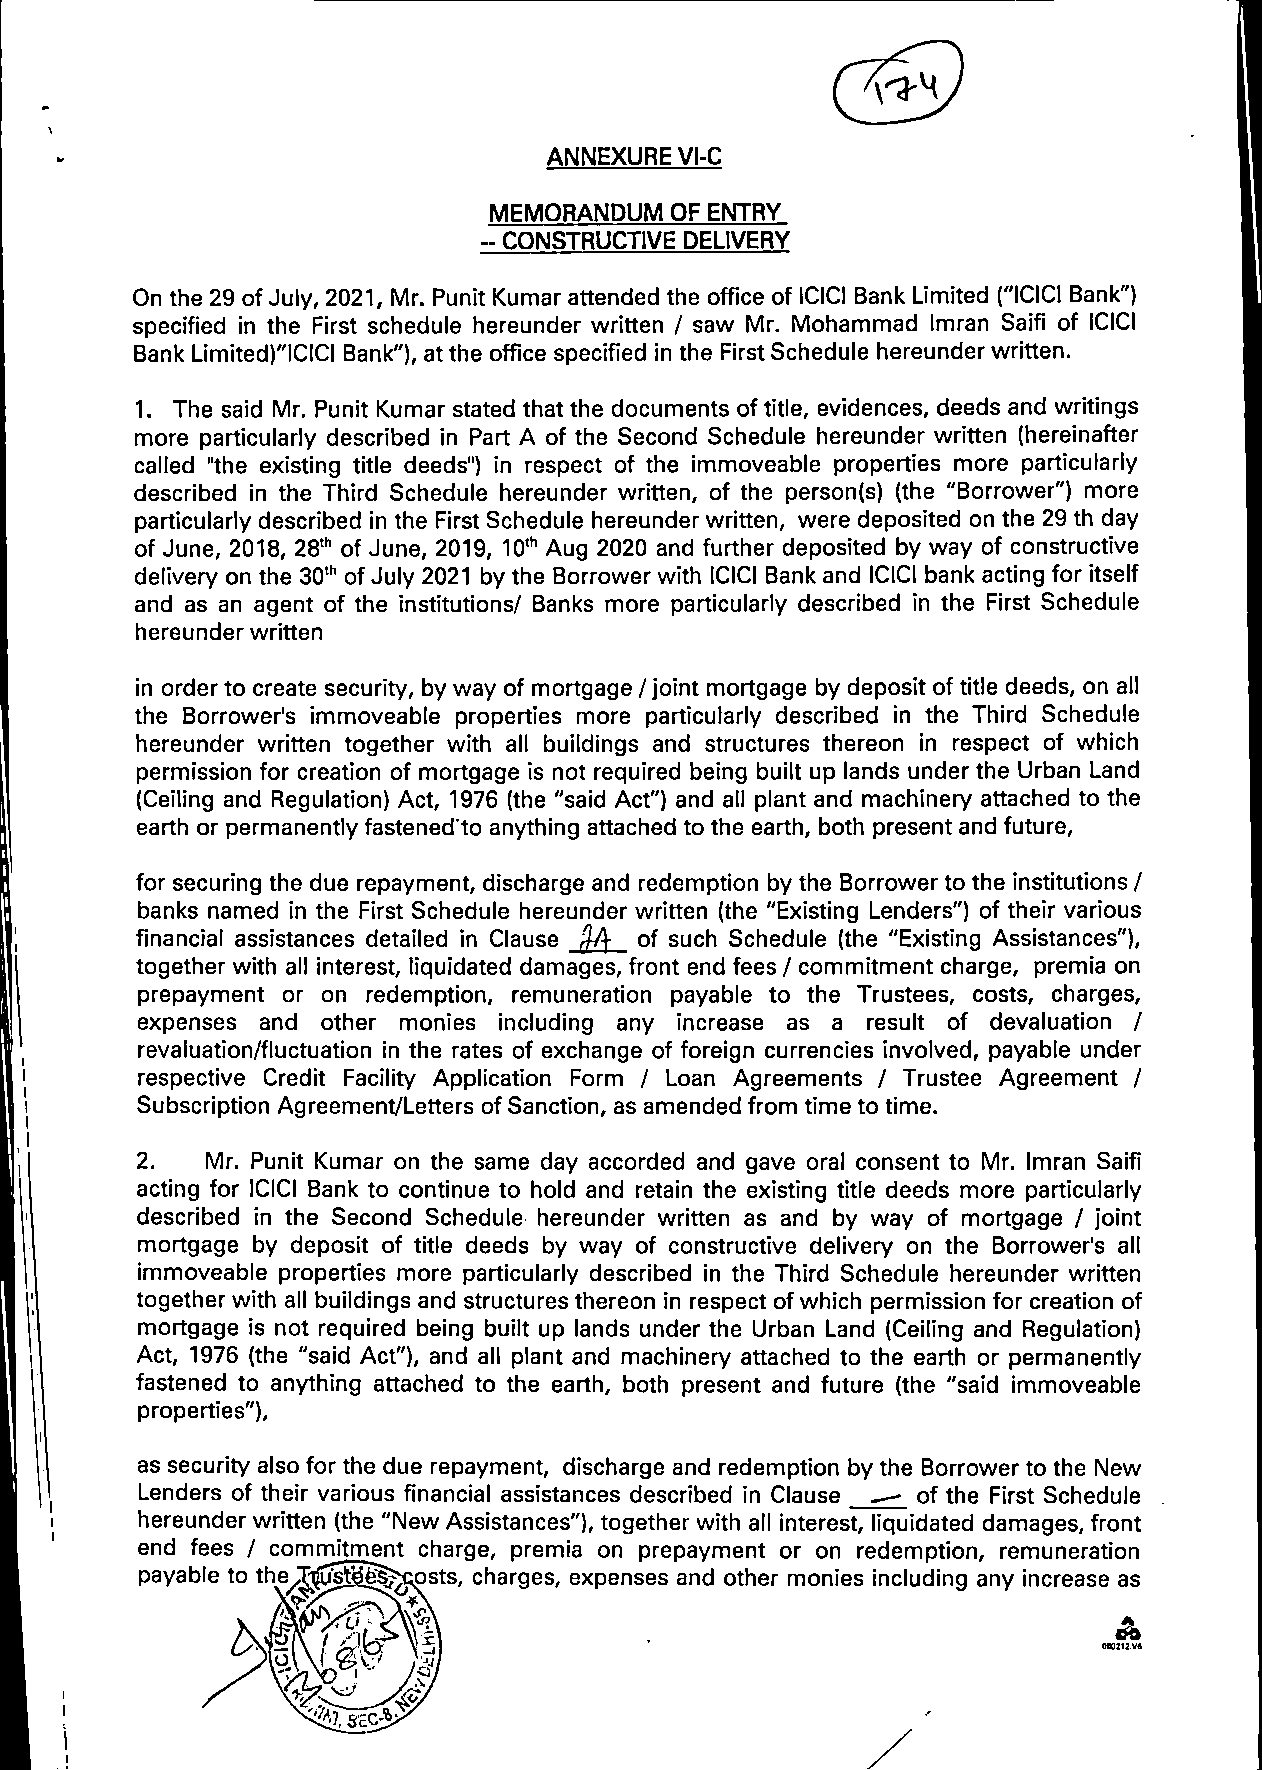 174
ANNEXURE VI-C
MEMORANDUM OF ENTRY
-- CONSTRUCTIVE DELIVERY
On the 29 of July, 2021, Mr. Punit Kumar attended the office of ICICI Bank Limited ("ICICI Bank")
specified in the First schedule hereunder written / saw Mr. Mohammad Imran Saifi of ICICI
Bank Limited)"ICICI Bank"), at the office specified in the First Schedule hereunder written.
1. The said Mr. Punit Kumar stated that the documents of title, evidences, deeds and writings
more particularly described in Part A of the Second Schedule hereunder written (hereinafter
called "the existing title deeds") in respect of the immoveable properties more particularly
described in the Third Schedule hereunder written, of the person(s) (the "Borrower") more
particularly described in the First Schedule hereunder written, were deposited on the 29 th day
of June, 2018, 28th of June, 2019, 10th Aug 2020 and further deposited by way of constructive
delivery on the 30th of July 2021 by the Borrower with ICICI Bank and ICICI bank acting for itself
and as an agent of the institutions/ Banks more particularly described in the First Schedule
hereunder written
in order to create security, by way of mortgage / joint mortgage by deposit of title deeds, on all
the Borrower's immoveable properties more particularly described in the Third Schedule
hereunder written together with all buildings and structures thereon in respect of which
permission for creation of mortgage is not required being built up lands under the Urban Land
(Ceiling and Regulation) Act, 1976 (the "said Act") and all plant and machinery attached to the
earth or permanently fastened to anything attached to the earth, both present and future,
for securing the due repayment, discharge and redemption by the Borrower to the institutions /
banks named in the First Schedule hereunder written (the "Existing Lenders") of their various
financial assistances detailed in Clause of such Schedule (the "Existing Assistances"),
together with all interest, liquidated damages, front end fees / commitment charge, premia on
prepayment or on redemption, remuneration payable to the Trustees, costs, charges,
expenses and other monies including any increase as a result of devaluation /
revaluation/fluctuation in the rates of exchange of foreign currencies involved, payable under
respective Credit Facility Application Form / Loan Agreements / Trustee Agreement /
Subscription Agreement/Letters of Sanction, as amended from time to time.
2. Mr. Punit Kumar on the same day accorded and gave oral consent to Mr. Imran Saifi
acting for ICICI Bank to continue to hold and retain the existing title deeds more particularly
described in the Second Schedule hereunder written as and by way of mortgage / joint
mortgage by deposit of title deeds by way of constructive delivery on the Borrower's all
immoveable properties more particularly described in the Third Schedule hereunder written
together with all buildings and structures thereon in respect of which permission for creation of
mortgage is not required being built up lands under the Urban Land (Ceiling and Regulation)
Act, 1976 (the "said Act"), and all plant and machinery attached to the earth or permanently
fastened to anything attached to the earth, both present and future (the "said immoveable
properties"),
as security also for the due repayment, discharge and redemption by the Borrower to the New
Lenders of their various financial assistances described in Clause — of the First Schedule
hereunder written (the "New Assistances"), together with all interest, liquidated damages, front
end fees / commitment charge, premia on prepayment or on redemption, remuneration
payable to the Trustees, costs, charges, expenses and other monies including any increase as
SEC-8, NEW DELHI-85